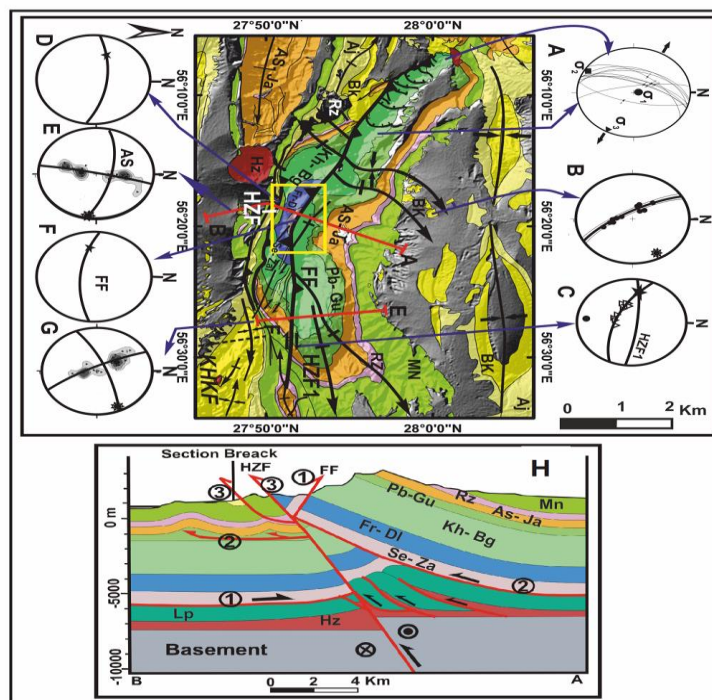 27°50'0"N
28°0'0"N
D
N
E
AS
N
F
FF
N
G
N
56°10'0"E
56°20'0"E
56°30'0"E
AS-Ja
Aj
Bk
Rz
Kh-Bg
Hz
HZF
B
Bk
AS-Ja
A
FF
Pb-Gu
E
F
HZF1
RZ
MN
Bk
KHKF
Aj
56°10'0"E
56°20'0"E
56°30'0"E
27°50'0"N
28°0'0"N
A
σ2
σ1
σ3
N
B
N
C
HZF1
N
0 1 2
Km
Section Breack
HZF
FF
H
3
3
1
0 m
-5000
-10000
Pb-Gu
Rz
As-Ja
Mn
Kh-Bg
Fr-Dl
Se-Za
2
2
1
Lp
Hz
Basement
B
0 2 4 Km
A